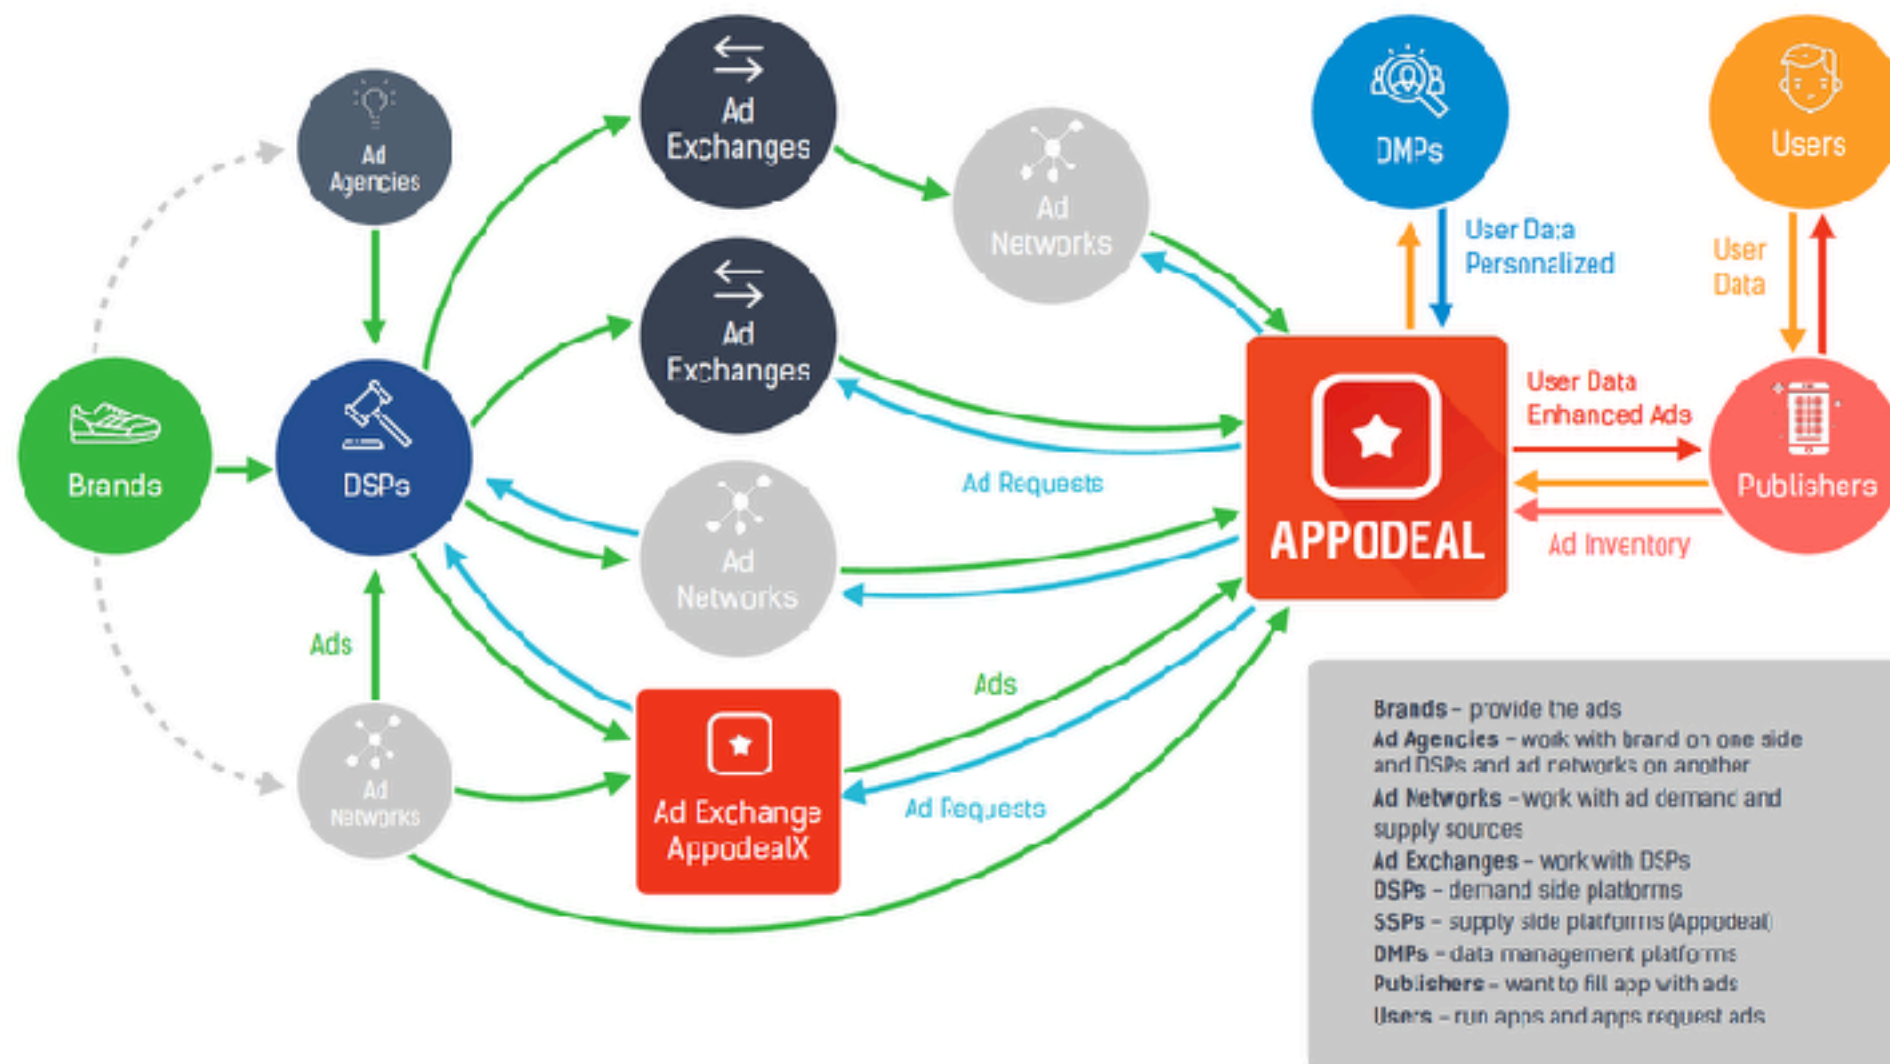 Ad
Agencies
Brands
DSPs
Ads
Ad
Networks
Ad
Exchanges
Ad
Exchanges
Ad
Networks
Ad Exchange
AppodealX
Ad
Networks
Ad Requests
Ads
Ad Requests
DMPs
User Data
Personalized
Users
User
Data
APPODEAL
User Data
Enhanced Ads
Publishers
Ad Inventory
Brands – provide the ads
Ad Agencies – work with brand on one side
and DSPs and ad networks on another
Ad Networks – work with ad demand and
supply sources
Ad Exchanges – work with DSPs
DSPs – demand side platforms
SSPs – supply side platforms (Appodeal)
DMPs – data management platforms
Publishers – want to fill app with ads
Users – run apps and apps request ads